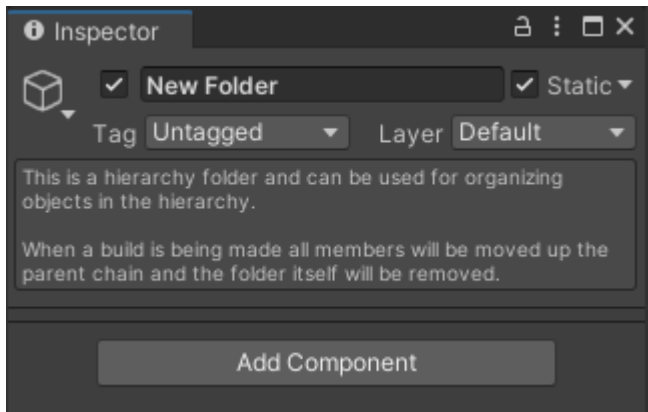 Inspector
New Folder
Static
Tag Untagged Layer Default
This is a hierarchy folder and can be used for organizing
objects in the hierarchy.
When a build is being made all members will be moved up the
parent chain and the folder itself will be removed.
Add Component